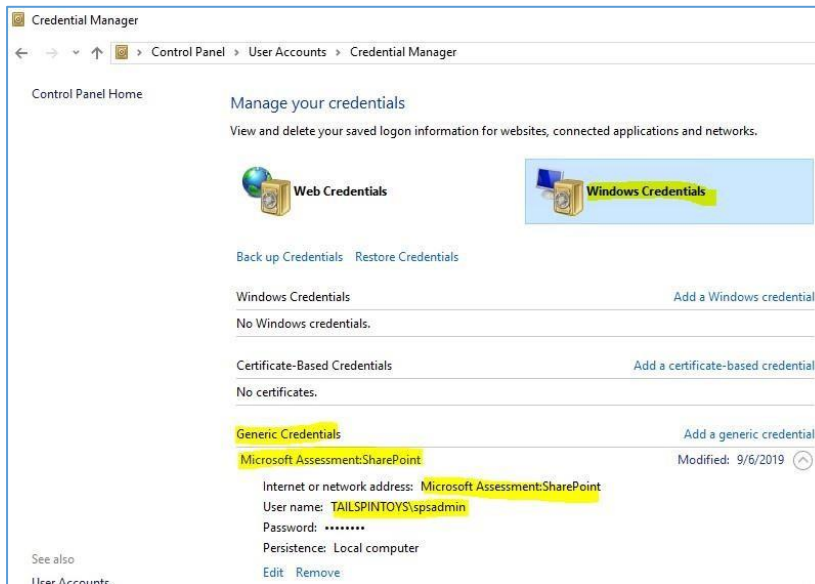 Credential Manager
Control Panel > User Accounts > Credential Manager
Control Panel Home
Manage your credentials
View and delete your saved logon information for websites, connected applications and networks.
Web Credentials
Windows Credentials
Back up Credentials Restore Credentials
Windows Credentials Add a Windows credential
No Windows credentials.
Certificate-Based Credentials Add a certificate-based credential
No certificates.
Generic Credentials Add a generic credential
Microsoft Assessment:SharePoint Modified: 9/6/2019
Internet or network address: Microsoft Assessment:SharePoint
User name: TAILSPINTOYS\spsadmin
Password: ••••••••
Persistence: Local computer
See also
Edit Remove
User Accounts